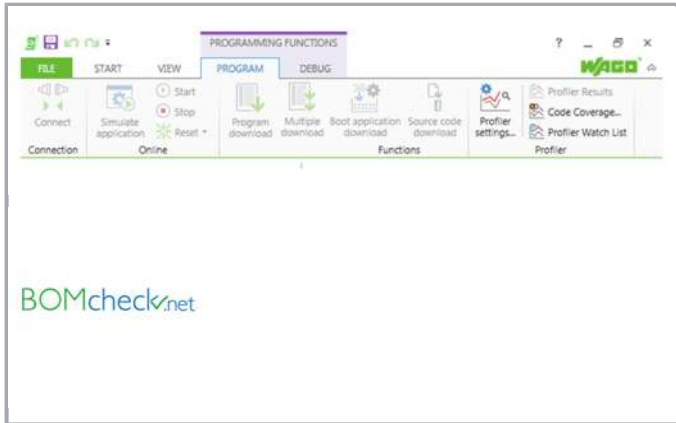 PROGRAMMING FUNCTIONS
?
FILE START VIEW PROGRAM DEBUG WAGO
Connect
Simulate application
Start
Stop
Reset
Program download
Multiple download
Boot application download
Source code download
Profiler settings...
Profiler Results
Code Coverage...
Profiler Watch List
Connection Online Functions Profiler
BOMcheck.net